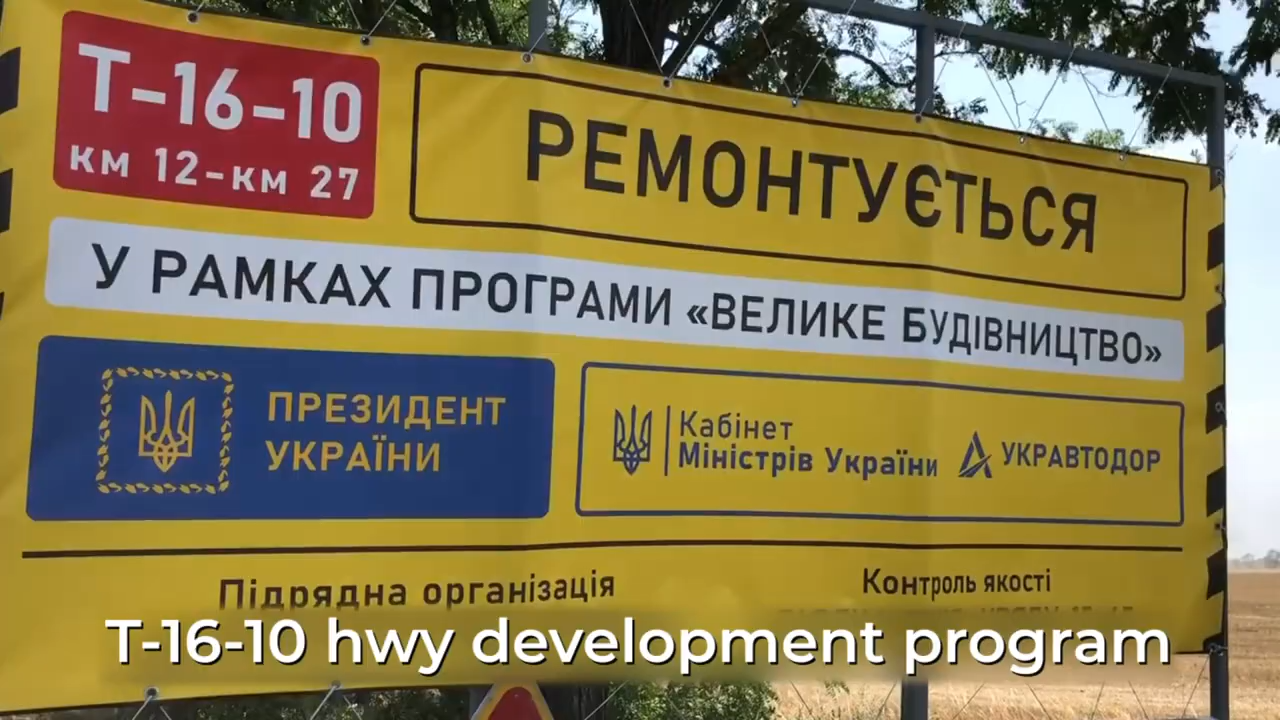 Т-16-10
км 12-км 27
РЕМОНТУЄТЬСЯ
У РАМКАХ ПРОГРАМИ «ВЕЛИКЕ БУДІВНИЦТВО»
ПРЕЗИДЕНТ
УКРАЇНИ
Кабінет
Міністрів України
УКРАВТОДОР
Підрядна організація
Контроль якості
T-16-10 hwy development program